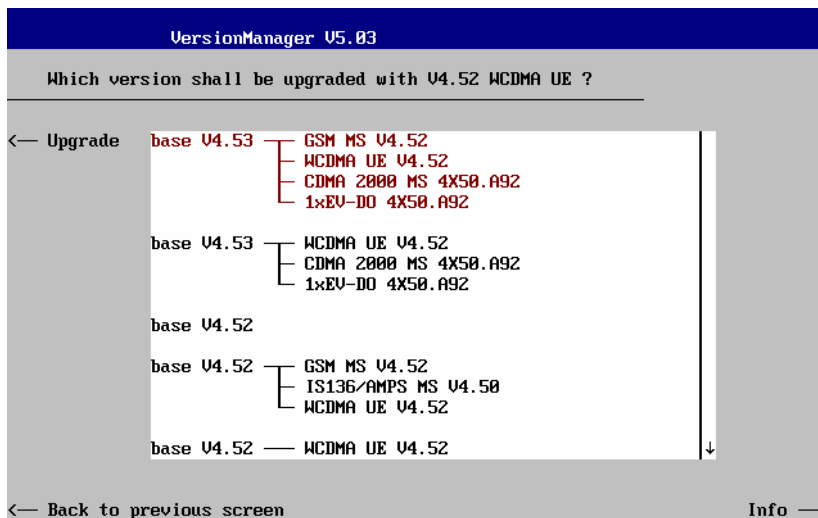 VersionManager V5.03
Which version shall be upgraded with V4.52 WCDMA UE ?
<— Upgrade base V4.53 GSM MS V4.52
WCDMA UE V4.52
CDMA 2000 MS 4X50.A92
1xEV-DO 4X50.A92
base V4.53 WCDMA UE V4.52
CDMA 2000 MS 4X50.A92
1xEV-DO 4X50.A92
base V4.52
base V4.52 GSM MS V4.52
IS136/AMPS MS V4.50
WCDMA UE V4.52
base V4.52 — WCDMA UE V4.52
<— Back to previous screen Info —